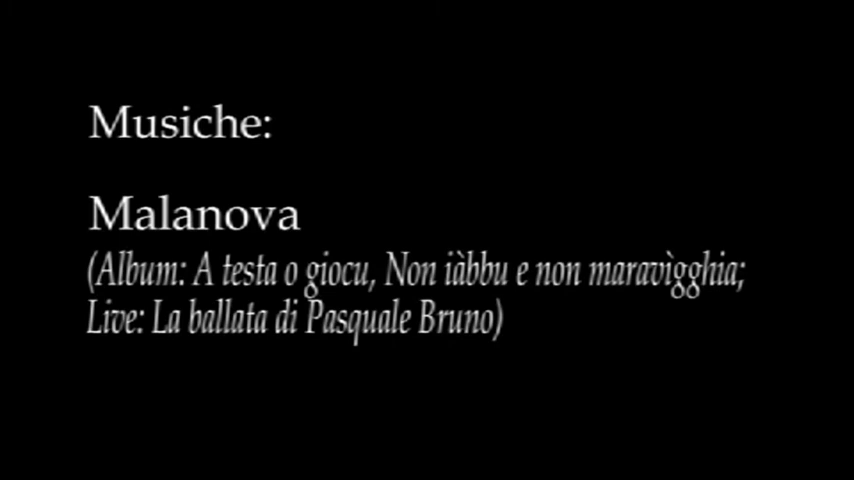 Musiche:
Malanova
(Album: A testa o giocu, Non iàbbu e non maravìgghia;
Live: La ballata di Pasquale Bruno)